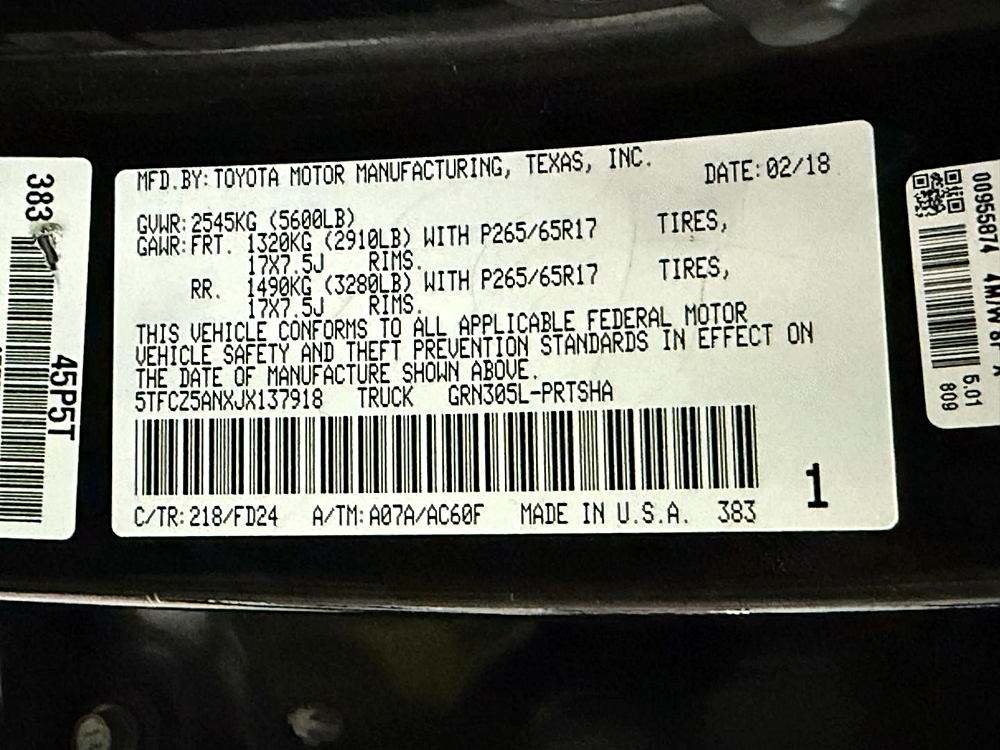 MFD.BY:TOYOTA MOTOR MANUFACTURING, TEXAS, INC. DATE:02/18
GVWR:2545KG (5600LB)
GAWR:FRT. 1320KG (2910LB) WITH P265/65R17 TIRES,
17X7.5J RIMS.
RR. 1490KG (3280LB) WITH P265/65R17 TIRES,
17X7.5J RIMS.
THIS VEHICLE CONFORMS TO ALL APPLICABLE FEDERAL MOTOR
VEHICLE SAFETY AND THEFT PREVENTION STANDARDS IN EFFECT ON
THE DATE OF MANUFACTURE SHOWN ABOVE.
5TFCZ5ANXJX137918 TRUCK GRN305L-PRTSHA
C/TR:218/FD24 A/TM:A07A/AC60F MADE IN U.S.A. 383
1
383
45P5T
00955874
5.01
809